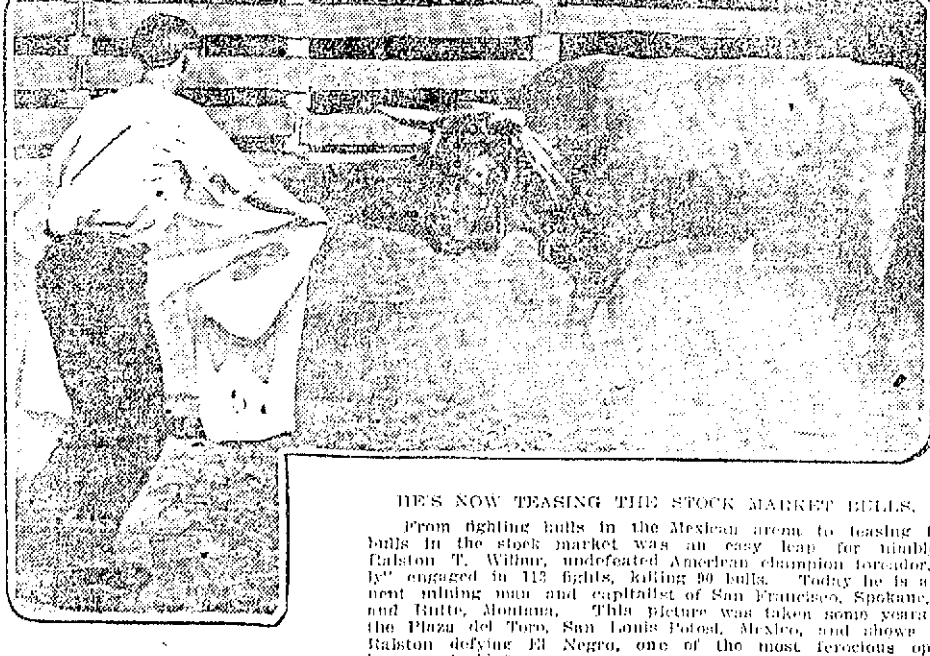 HE'S NOW TEASING THE STOCK MARKET BULLS.
From fighting bulls in the Mexican arena to teasing
bulls in the stock market was an easy leap for nimbl
Ralston T. Wilbur, undefeated American champion toreador,
ly" engaged in 113 fights, killing 90 bulls. Today he is a
nent mining man and capitalist of San Francisco, Spokane,
and Butte, Montana. This picture was taken some years
the Plaza del Toro, San Louis Potosi, Mexico, and shows
Ralston defying El Negro, one of the most ferocious op